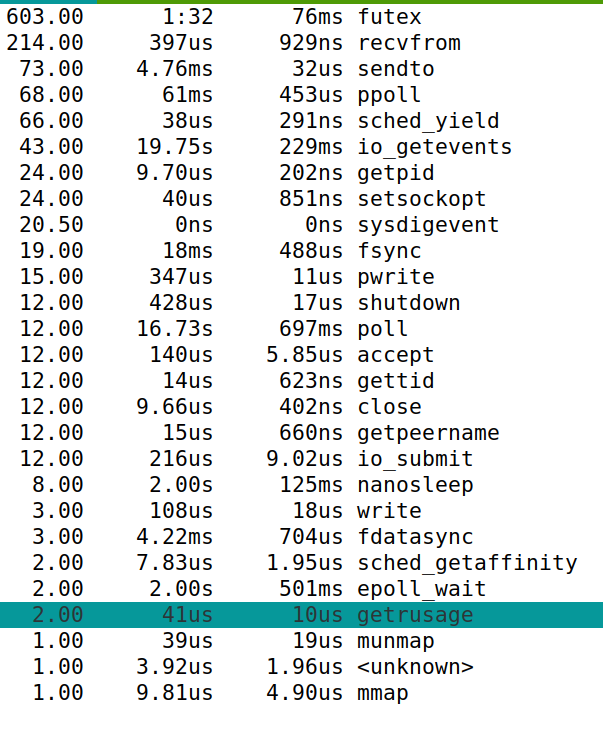 603.00 1:32 76ms futex
214.00 397us 929ns recvfrom
73.00 4.76ms 32us sendto
68.00 61ms 453us ppoll
66.00 38us 291ns sched_yield
43.00 19.75s 229ms io_getevents
24.00 9.70us 202ns getpid
24.00 40us 851ns setsockopt
20.50 0ns 0ns sysdigevent
19.00 18ms 488us fsync
15.00 347us 11us pwrite
12.00 428us 17us shutdown
12.00 16.73s 697ms poll
12.00 140us 5.85us accept
12.00 14us 623ns gettid
12.00 9.66us 402ns close
12.00 15us 660ns getpeername
12.00 216us 9.02us io_submit
8.00 2.00s 125ms nanosleep
3.00 108us 18us write
3.00 4.22ms 704us fdatasync
2.00 7.83us 1.95us sched_getaffinity
2.00 2.00s 501ms epoll_wait
2.00 41us 10us getrusage
1.00 39us 19us munmap
1.00 3.92us 1.96us <unknown>
1.00 9.81us 4.90us mmap